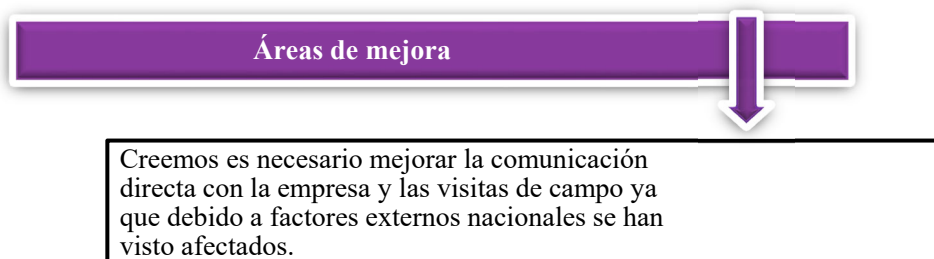 Áreas de mejora
Creemos es necesario mejorar la comunicación
directa con la empresa y las visitas de campo ya
que debido a factores externos nacionales se han
visto afectados.